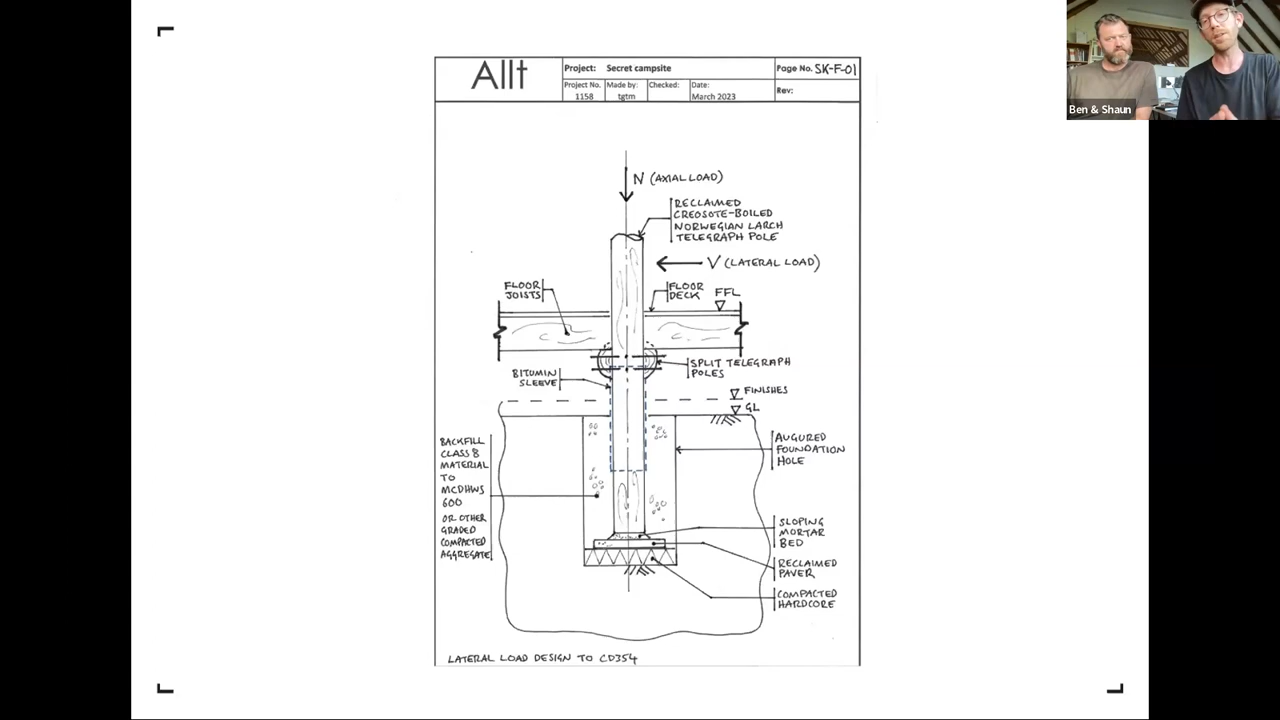 Allt
Project: Secret campsite
Page No. SK-F-01
Project No. 1158
Made by: tgtm
Checked:
Date: March 2023
Rev:
Ben & Shaun
N (AXIAL LOAD)
RECLAIMED
CREOSOTE-BOILED
NORWEGIAN LARCH
TELEGRAPH POLE
V (LATERAL LOAD)
FLOOR
JOISTS
FLOOR
DECK
FFL
SPLIT TELEGRAPH
POLES
BITUMIN
SLEEVE
FINISHES
GL
BACKFILL
CLASS 8
MATERIAL
TO
MCDHWS
600
OR OTHER
GRADED
COMPACTED
AGGREGATE
AUGURED
FOUNDATION
HOLE
SLOPING
MORTAR
BED
RECLAIMED
PAVER
COMPACTED
HARDCORE
LATERAL LOAD DESIGN TO CD354